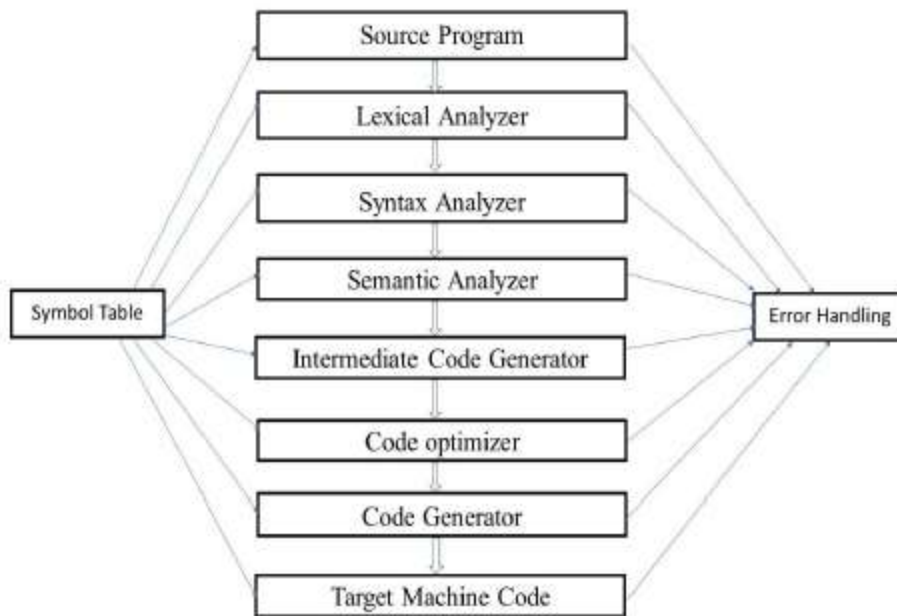 Source Program
Lexical Analyzer
Syntax Analyzer
Semantic Analyzer
Symbol Table
Error Handling
Intermediate Code Generator
Code optimizer
Code Generator
Target Machine Code